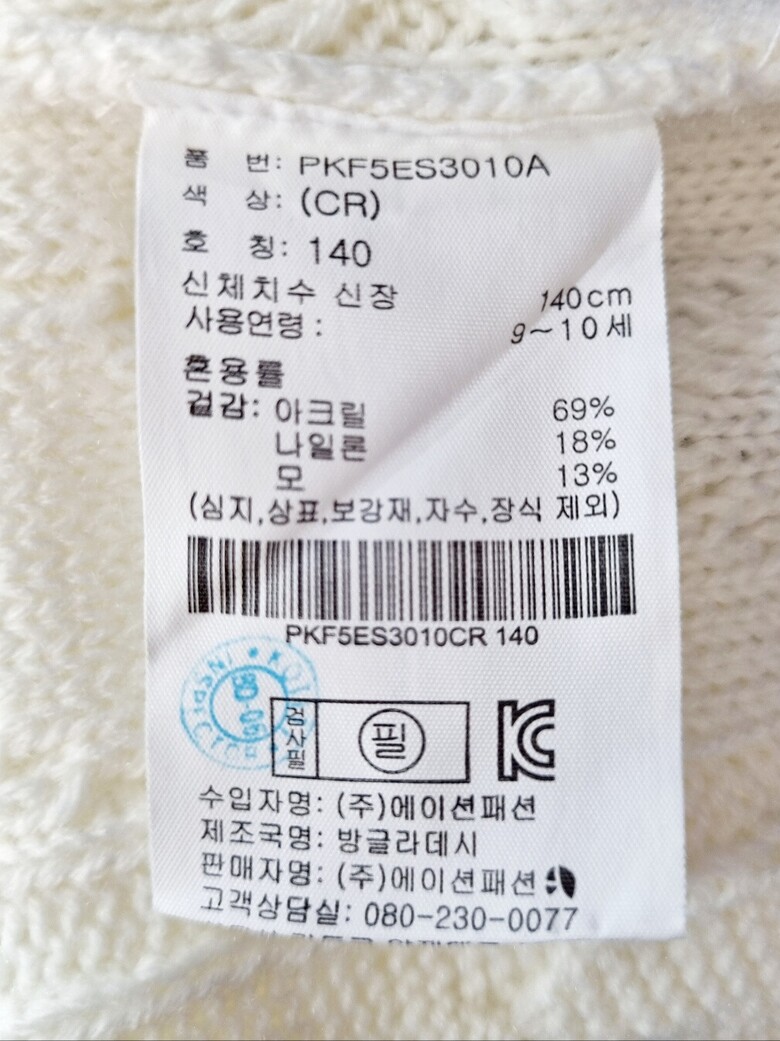 품 번: PKF5ES3010A
색 상: (CR)
호 칭: 140
신체치수 신장 140cm
사용연령 : 9~10세
혼용률
겉감: 아크릴 69%
나일론 18%
모 13%
(심지,상표,보강재,자수,장식 제외)
PKF5ES3010CR 140
검사필 필 KC
수입자명: (주)에이션패션
제조국명: 방글라데시
판매자명: (주)에이션패션
고객상담실: 080-230-0077